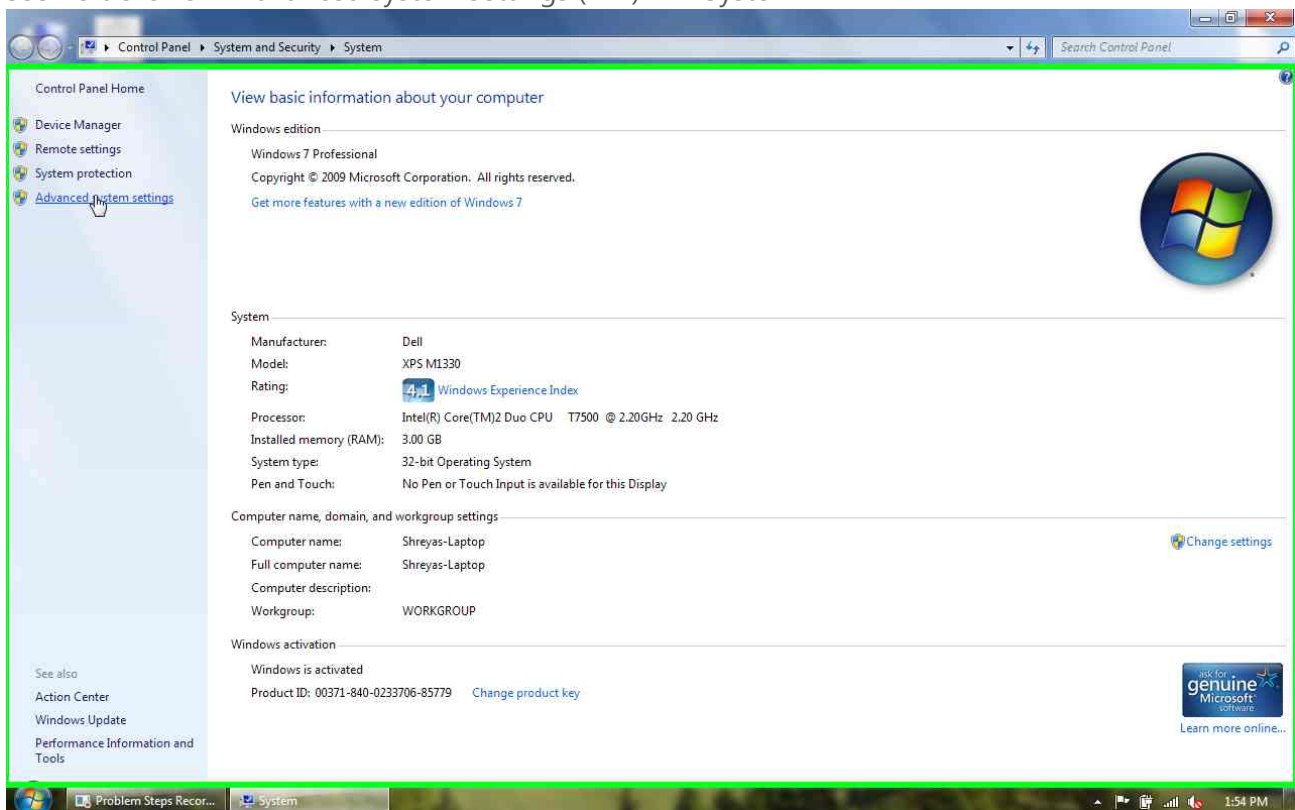 Control Panel ▸ System and Security ▸ System
Search Control Panel
Control Panel Home
Device Manager
Remote settings
System protection
Advanced system settings
View basic information about your computer
Windows edition
Windows 7 Professional
Copyright © 2009 Microsoft Corporation. All rights reserved.
Get more features with a new edition of Windows 7
System
Manufacturer: Dell
Model: XPS M1330
Rating: 4,1 Windows Experience Index
Processor: Intel(R) Core(TM)2 Duo CPU T7500 @ 2.20GHz 2.20 GHz
Installed memory (RAM): 3.00 GB
System type: 32-bit Operating System
Pen and Touch: No Pen or Touch Input is available for this Display
Computer name, domain, and workgroup settings
Computer name: Shreyas-Laptop
Change settings
Full computer name: Shreyas-Laptop
Computer description:
Workgroup: WORKGROUP
Windows activation
Windows is activated
Product ID: 00371-840-0233706-85779 Change product key
ask for
genuine
Microsoft
software
Learn more online...
See also
Action Center
Windows Update
Performance Information and
Tools
Problem Steps Recor...
System
1:54 PM